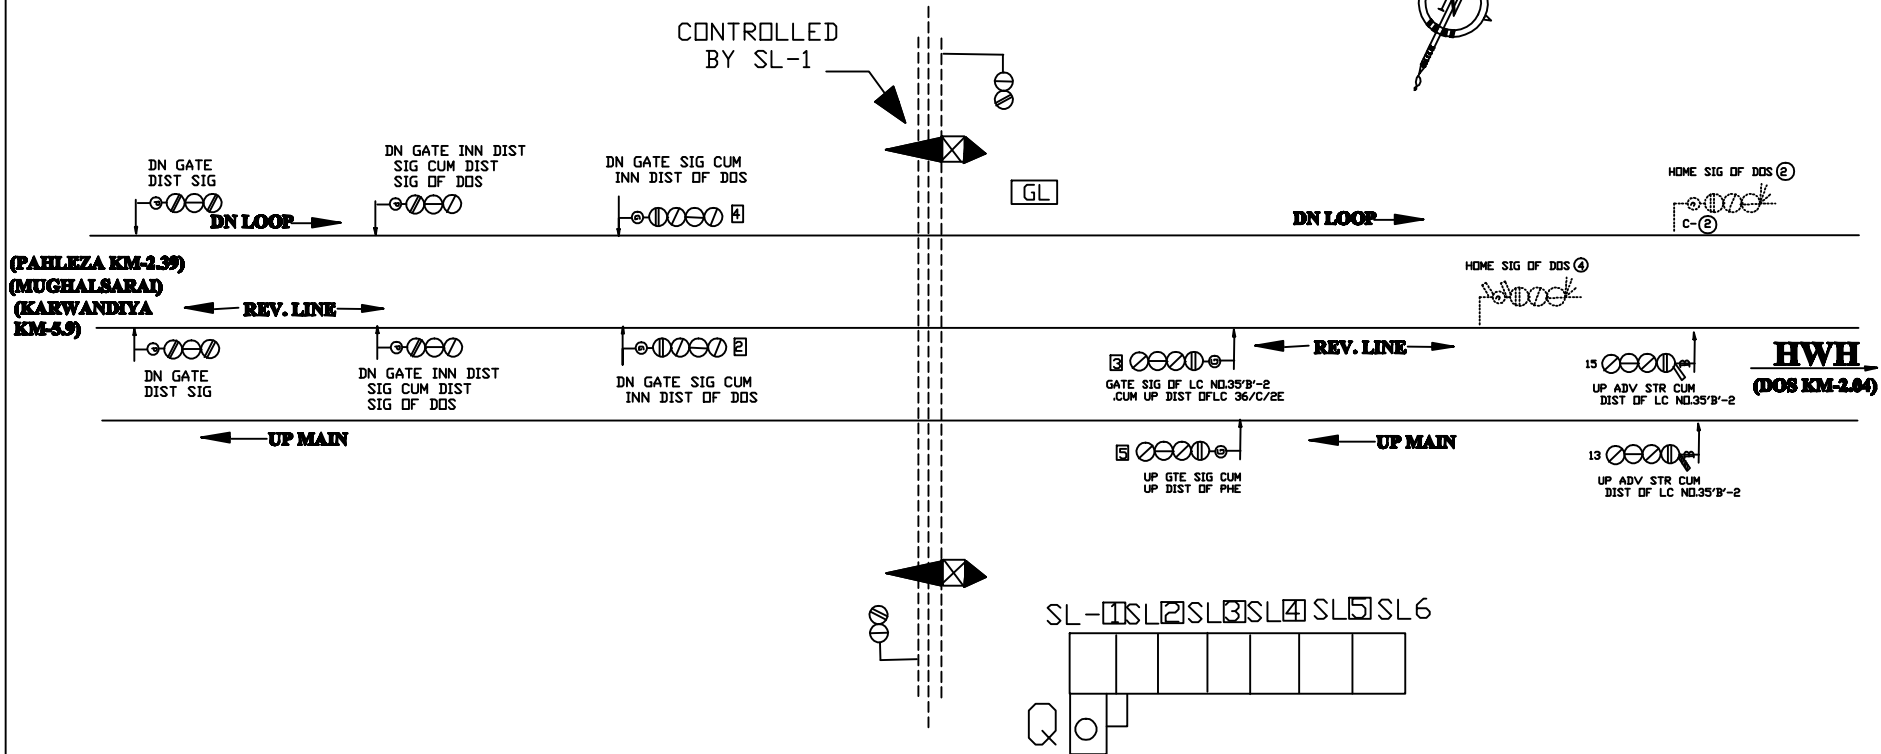 CONTROLLED
BY SL-1
N
DN GATE
DIST SIG
DN GATE INN DIST
SIG CUM DIST
SIG OF DOS
DN GATE SIG CUM
INN DIST OF DOS
4
GL
HOME SIG OF DOS 2
C-2
DN LOOP
DN LOOP
(PAHLEZA KM-2.39)
(MUGHALSARAI)
(KARWANDIYA
KM-5.9)
REV. LINE
HOME SIG OF DOS 4
DN GATE
DIST SIG
DN GATE INN DIST
SIG CUM DIST
SIG OF DOS
2
DN GATE SIG CUM
INN DIST OF DOS
3
GATE SIG OF LC NO.35'B'-2
.CUM UP DIST OFLC 36/C/2E
REV. LINE
15
UP ADV STR CUM
DIST OF LC NO.35'B'-2
HWH
(DOS KM-2.04)
UP MAIN
UP MAIN
5
UP GTE SIG CUM
UP DIST OF PHE
13
UP ADV STR CUM
DIST OF LC NO.35'B'-2
SL-1 SL2 SL3 SL4 SL5 SL6
Q